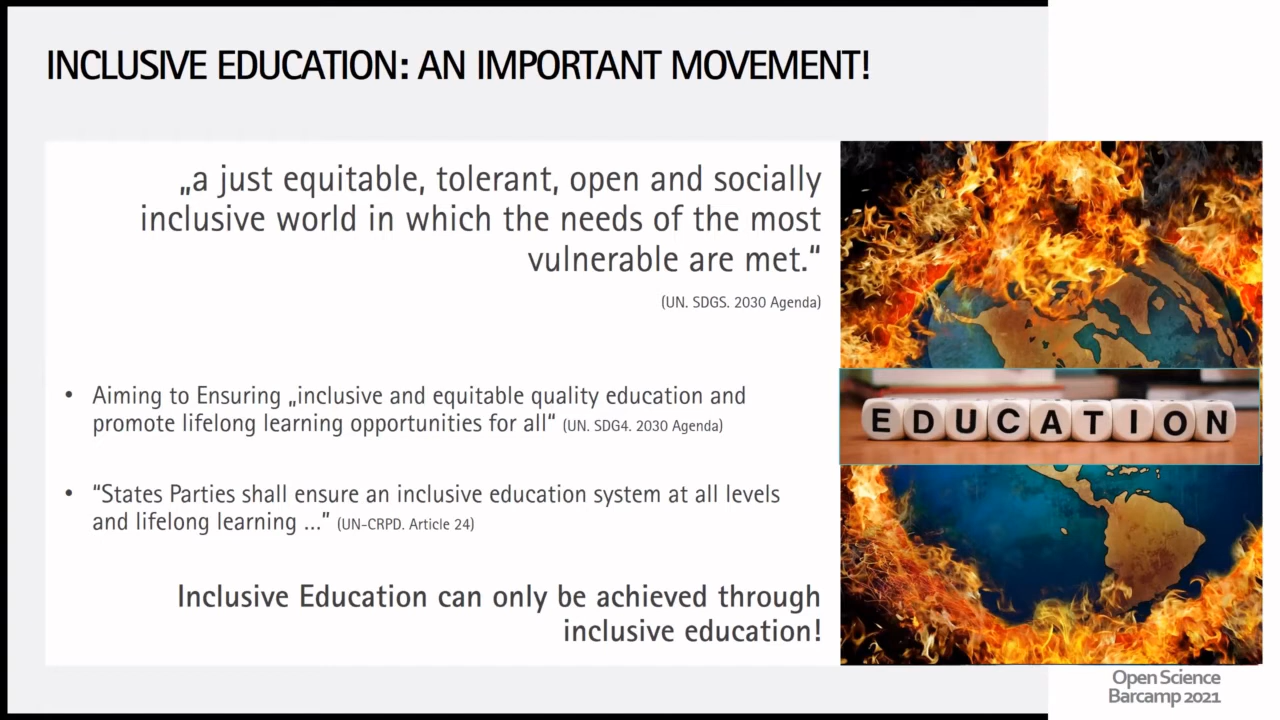 INCLUSIVE EDUCATION: AN IMPORTANT MOVEMENT!
„a just equitable, tolerant, open and socially
inclusive world in which the needs of the most
vulnerable are met.“
(UN. SDGS. 2030 Agenda)
• Aiming to Ensuring „inclusive and equitable quality education and
promote lifelong learning opportunities for all“ (UN. SDG4. 2030 Agenda)
• “States Parties shall ensure an inclusive education system at all levels
and lifelong learning ...” (UN-CRPD. Article 24)
Inclusive Education can only be achieved through
inclusive education!
EDUCATION
Open Science
Barcamp 2021